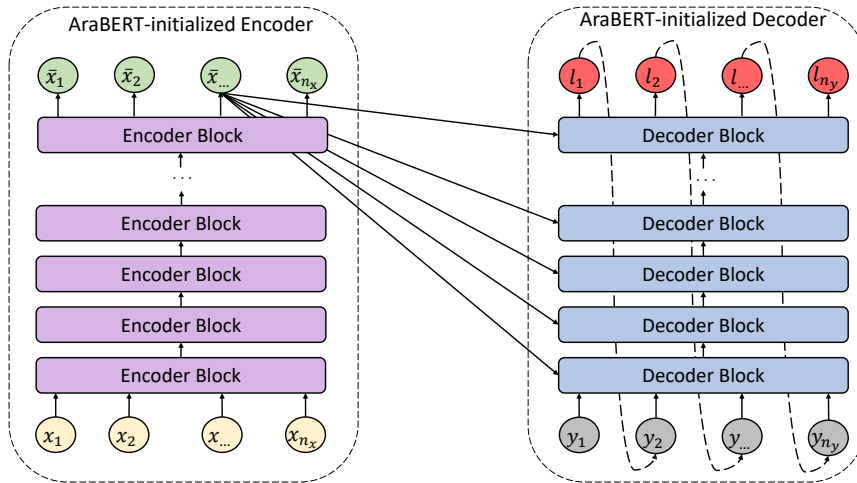 AraBERT-initialized Encoder
x̄₁ x̄₂ x̄... x̄ₙₓ
Encoder Block
...
Encoder Block
Encoder Block
Encoder Block
Encoder Block
x₁ x₂ x... xₙₓ
AraBERT-initialized Decoder
l₁ l₂ l... lₙᵧ
Decoder Block
...
Decoder Block
Decoder Block
Decoder Block
Decoder Block
y₁ y₂ y... yₙᵧ